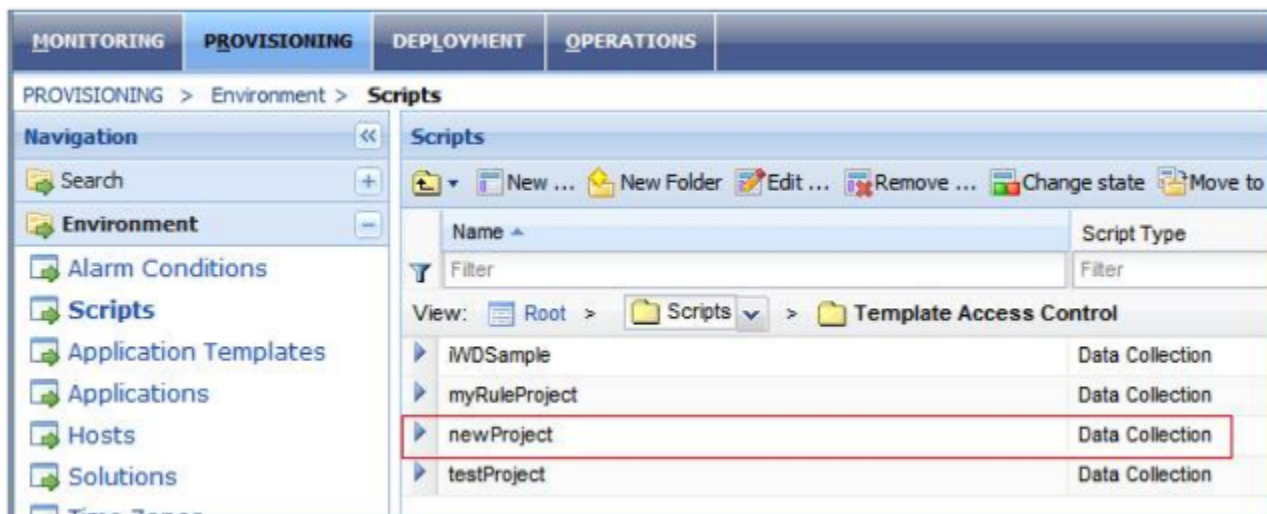 MONITORING PROVISIONING DEPLOYMENT OPERATIONS
PROVISIONING > Environment > Scripts
Navigation
Search
Environment
Alarm Conditions
Scripts
Application Templates
Applications
Hosts
Solutions
Time Zones
Scripts
New ... New Folder Edit ... Remove ... Change state Move to
Name Script Type
Filter Filter
View: Root > Scripts > Template Access Control
iWDSample Data Collection
myRuleProject Data Collection
newProject Data Collection
testProject Data Collection